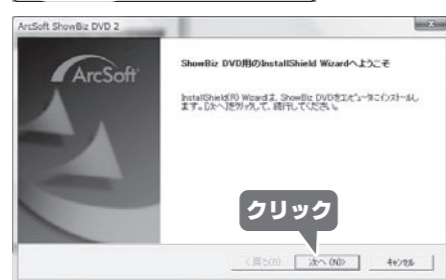 ArcSoft ShowBiz DVD 2
ArcSoft
ShowBiz DVD用のInstallShield Wizardへようこそ
InstallShield(R) Wizardは、ShowBiz DVDをコンピュータにインストールし
ます。[次へ]をクリックして、続行してください。
クリック
< 戻る(B) 次へ(N)> キャンセル